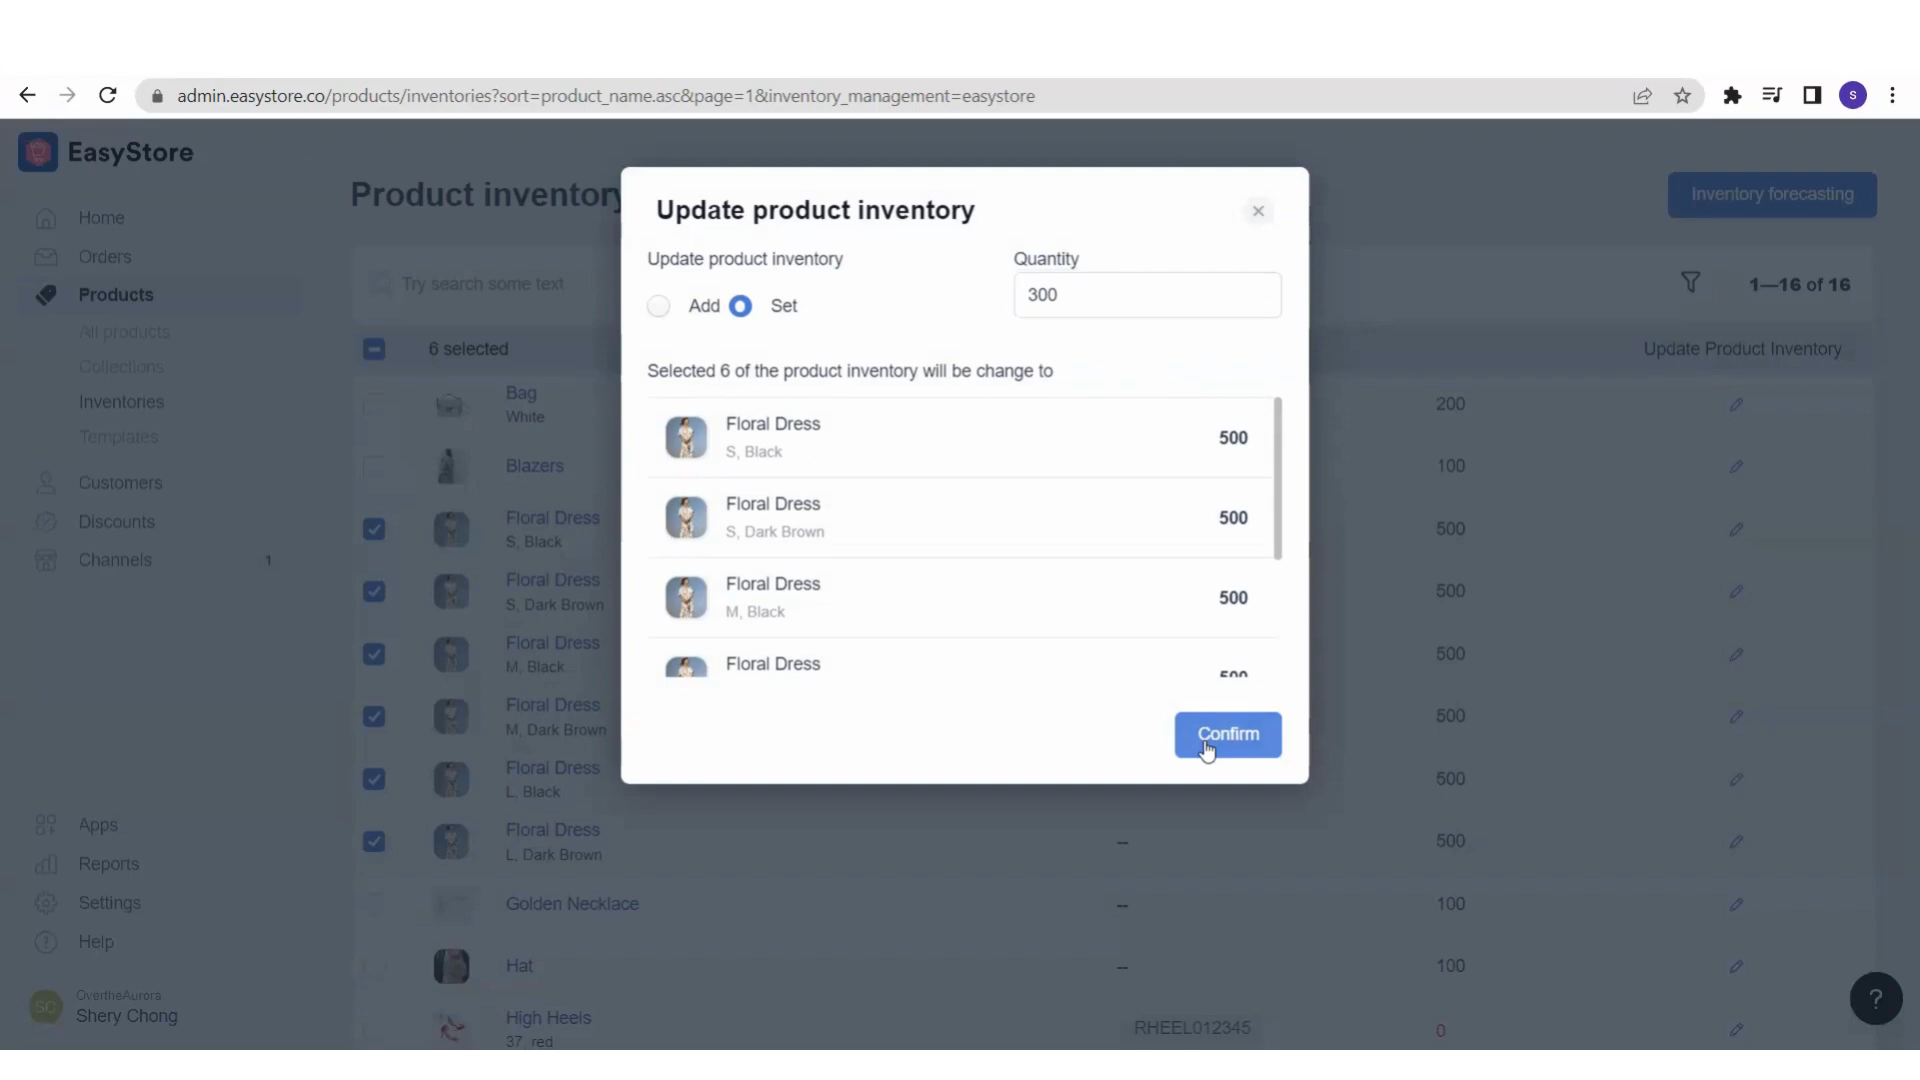 admin.easystore.co/products/inventories?sort=product_name.asc&page=1&inventory_management=easystore
S
EasyStore
Home
Orders
Products
All products
Collections
Inventories
Templates
Customers
Discounts
Channels 1
Apps
Reports
Settings
Help
SC
OvertheAurora
Shery Chong
Product inventory
Inventory forecasting
Try search some text
1—16 of 16
6 selected
Update Product Inventory
Bag
White
200
Blazers
100
Floral Dress
S, Black
500
Floral Dress
S, Dark Brown
500
Floral Dress
M, Black
500
Floral Dress
M, Dark Brown
500
Floral Dress
L, Black
500
Floral Dress
L, Dark Brown
--
500
Golden Necklace
--
100
Hat
--
100
High Heels
37, red
RHEEL012345
0
Update product inventory
Update product inventory
Quantity
Add
Set
300
Selected 6 of the product inventory will be change to
Floral Dress
S, Black
500
Floral Dress
S, Dark Brown
500
Floral Dress
M, Black
500
Floral Dress
500
Confirm
?